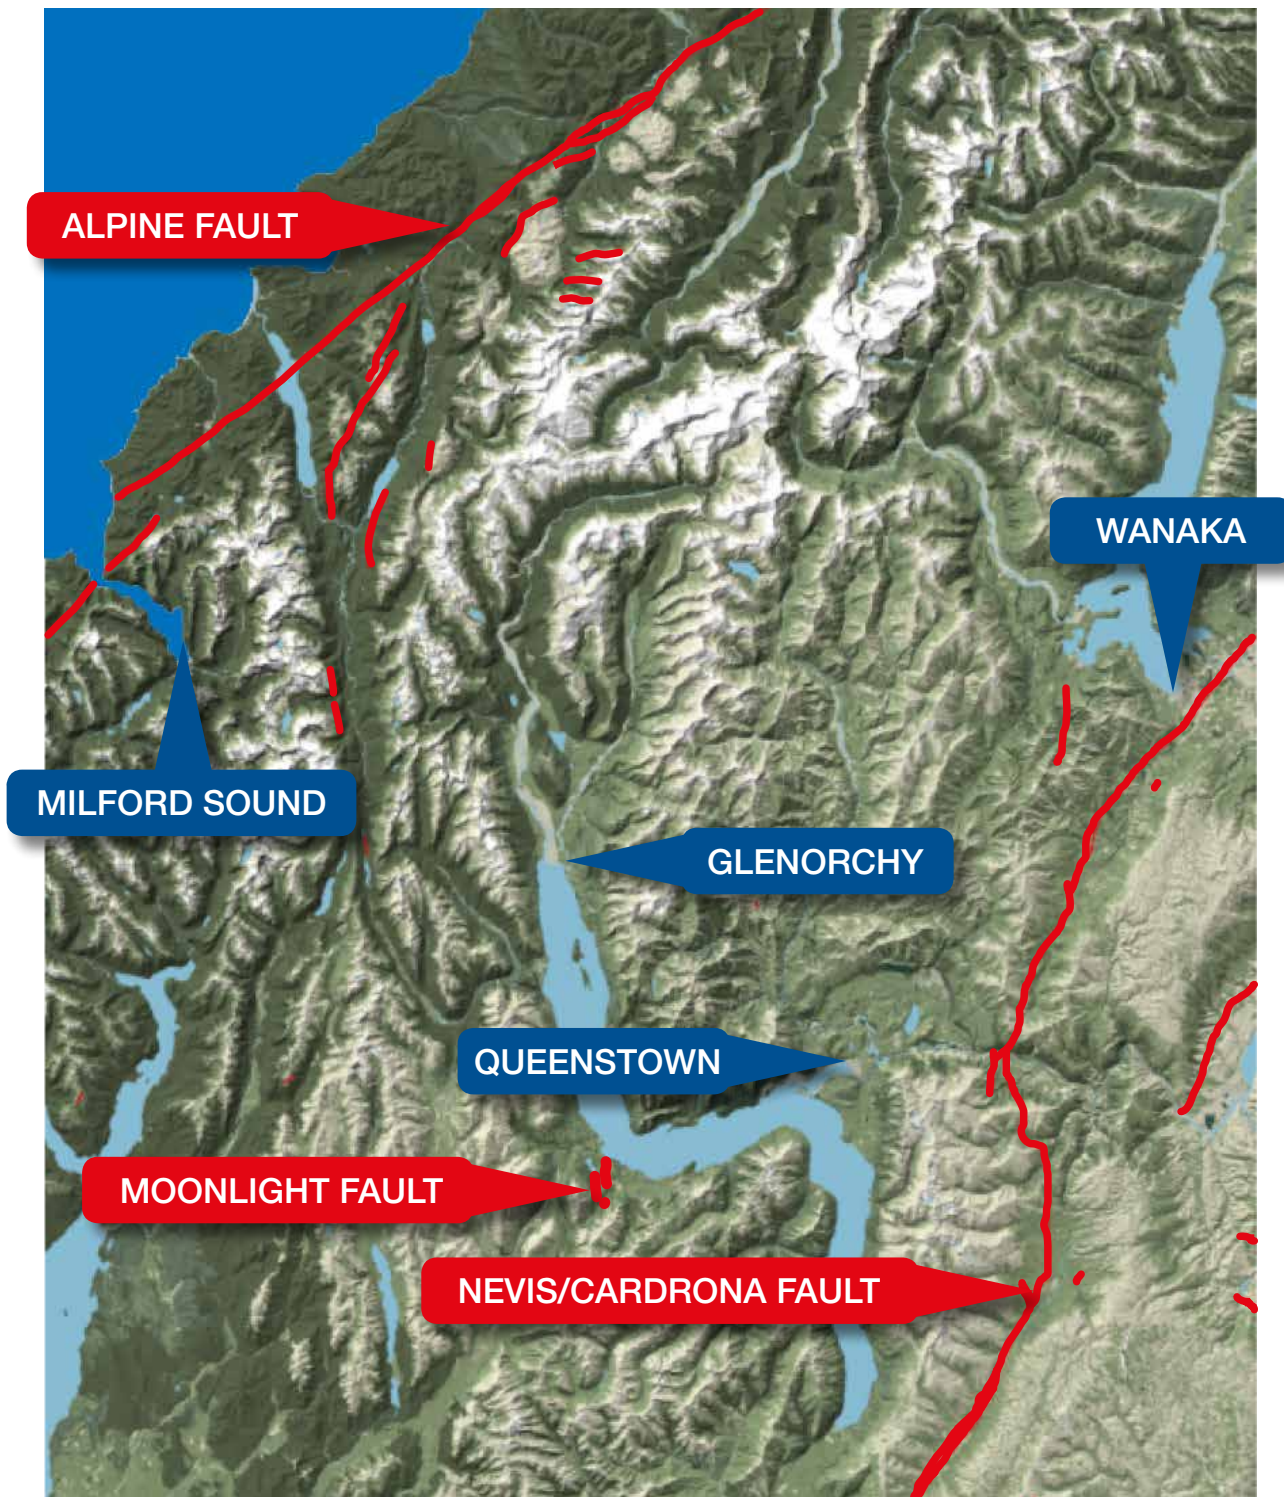 ALPINE FAULT
WANAKA
MILFORD SOUND
GLENORCHY
QUEENSTOWN
MOONLIGHT FAULT
NEVIS/CARDRONA FAULT